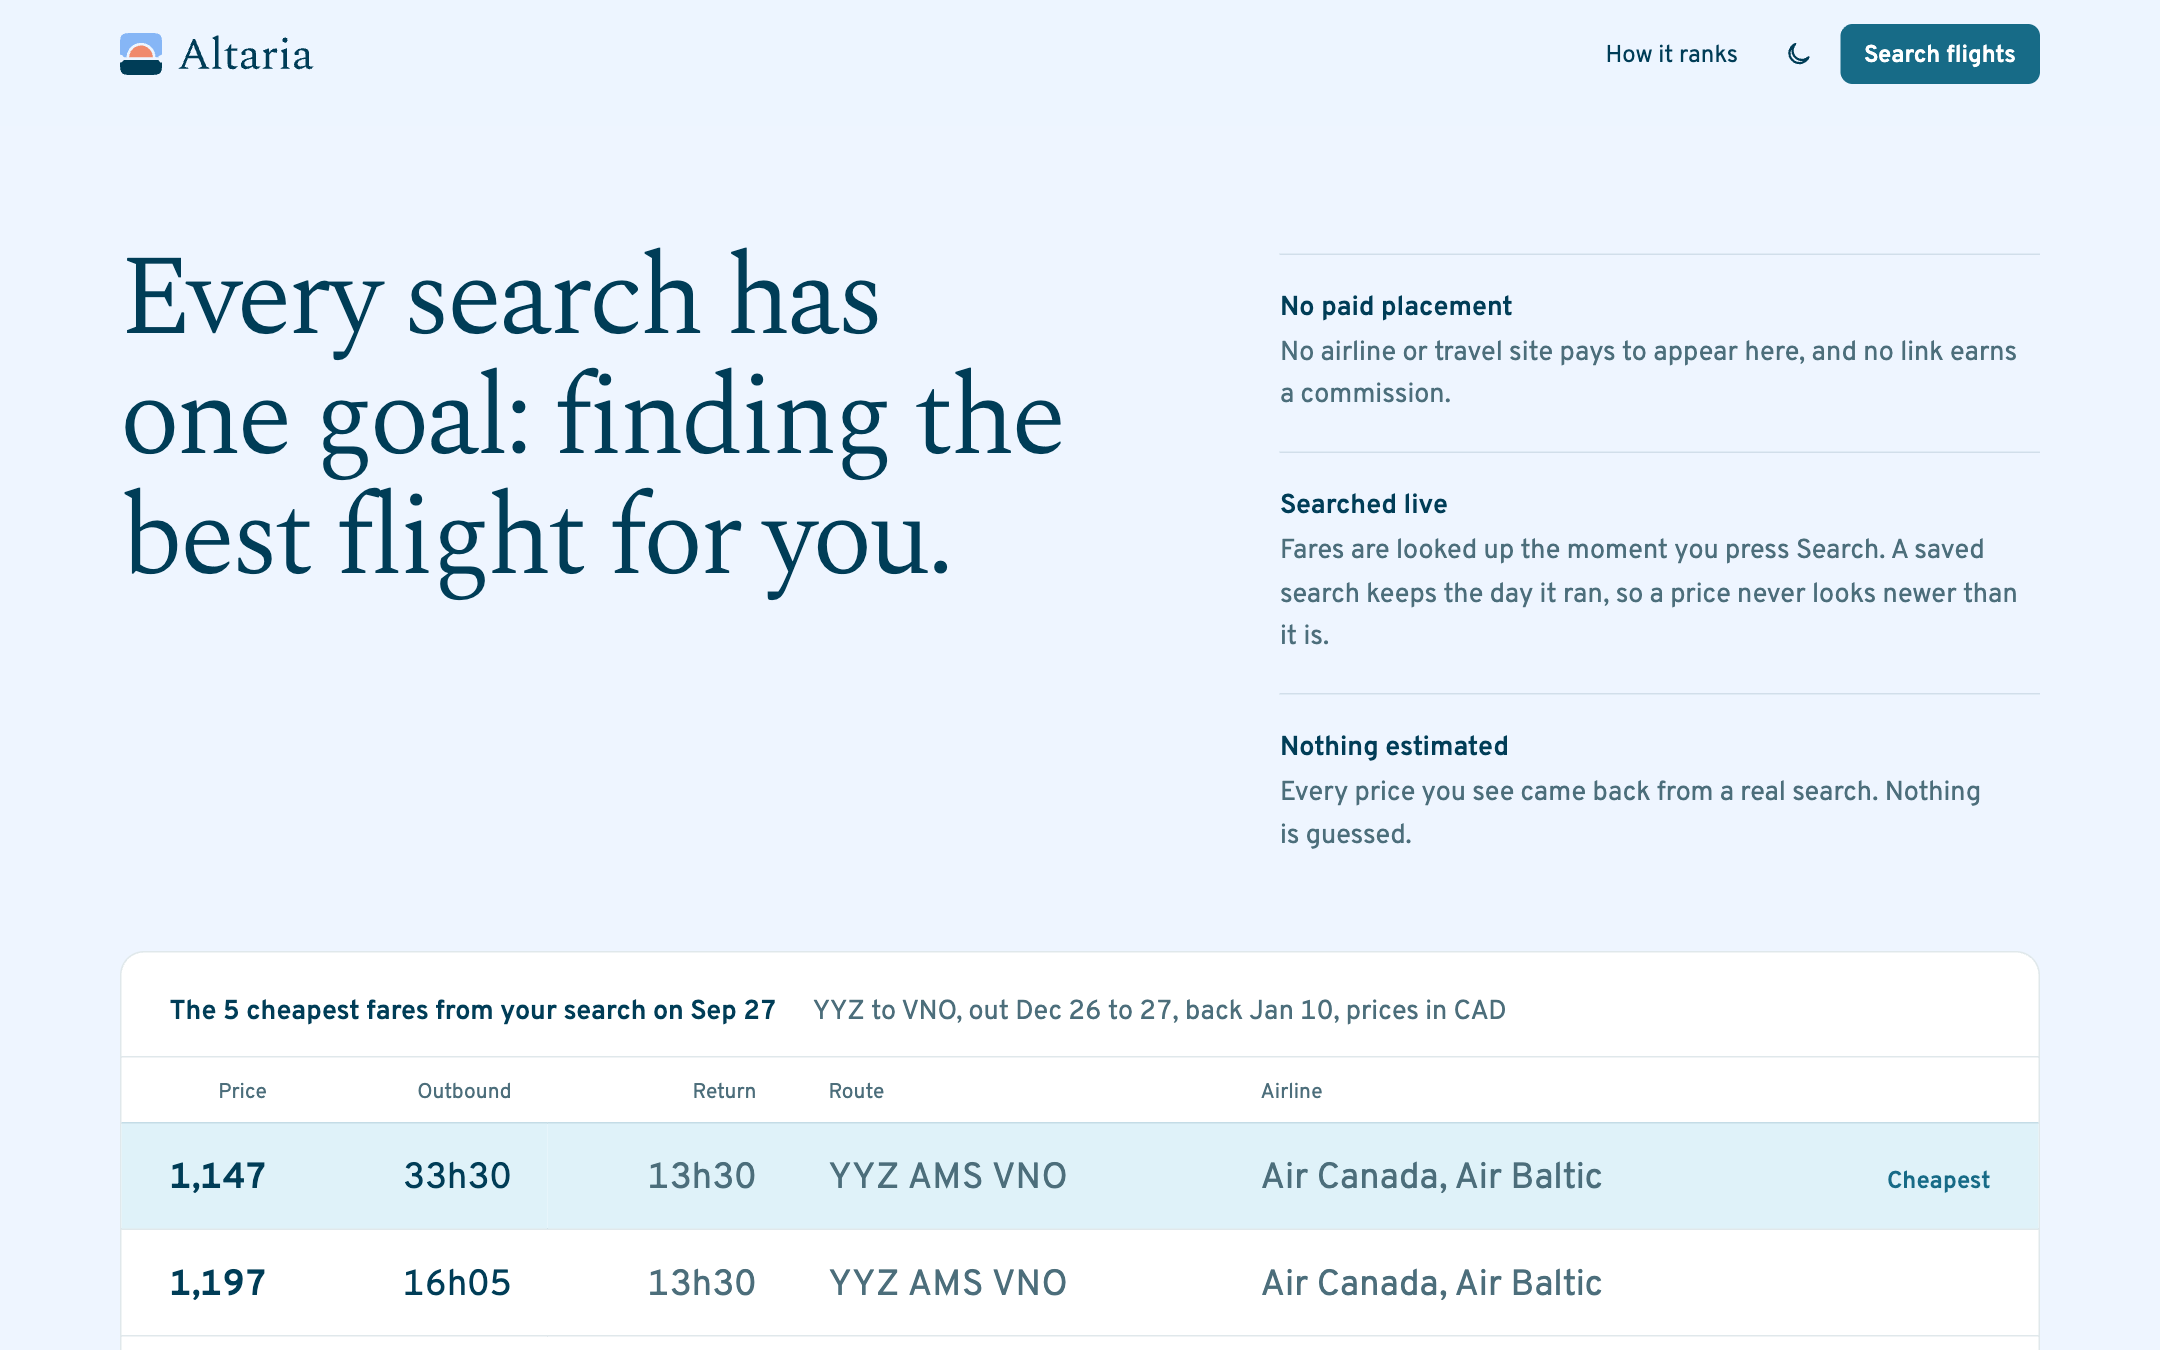 Altaria
How it ranks
Search flights
Every search has
one goal: finding the
best flight for you.
No paid placement
No airline or travel site pays to appear here, and no link earns
a commission.
Searched live
Fares are looked up the moment you press Search. A saved
search keeps the day it ran, so a price never looks newer than
it is.
Nothing estimated
Every price you see came back from a real search. Nothing
is guessed.
The 5 cheapest fares from your search on Sep 27 YYZ to VNO, out Dec 26 to 27, back Jan 10, prices in CAD
Price Outbound Return Route Airline
1,147 33h30 13h30 YYZ AMS VNO Air Canada, Air Baltic Cheapest
1,197 16h05 13h30 YYZ AMS VNO Air Canada, Air Baltic